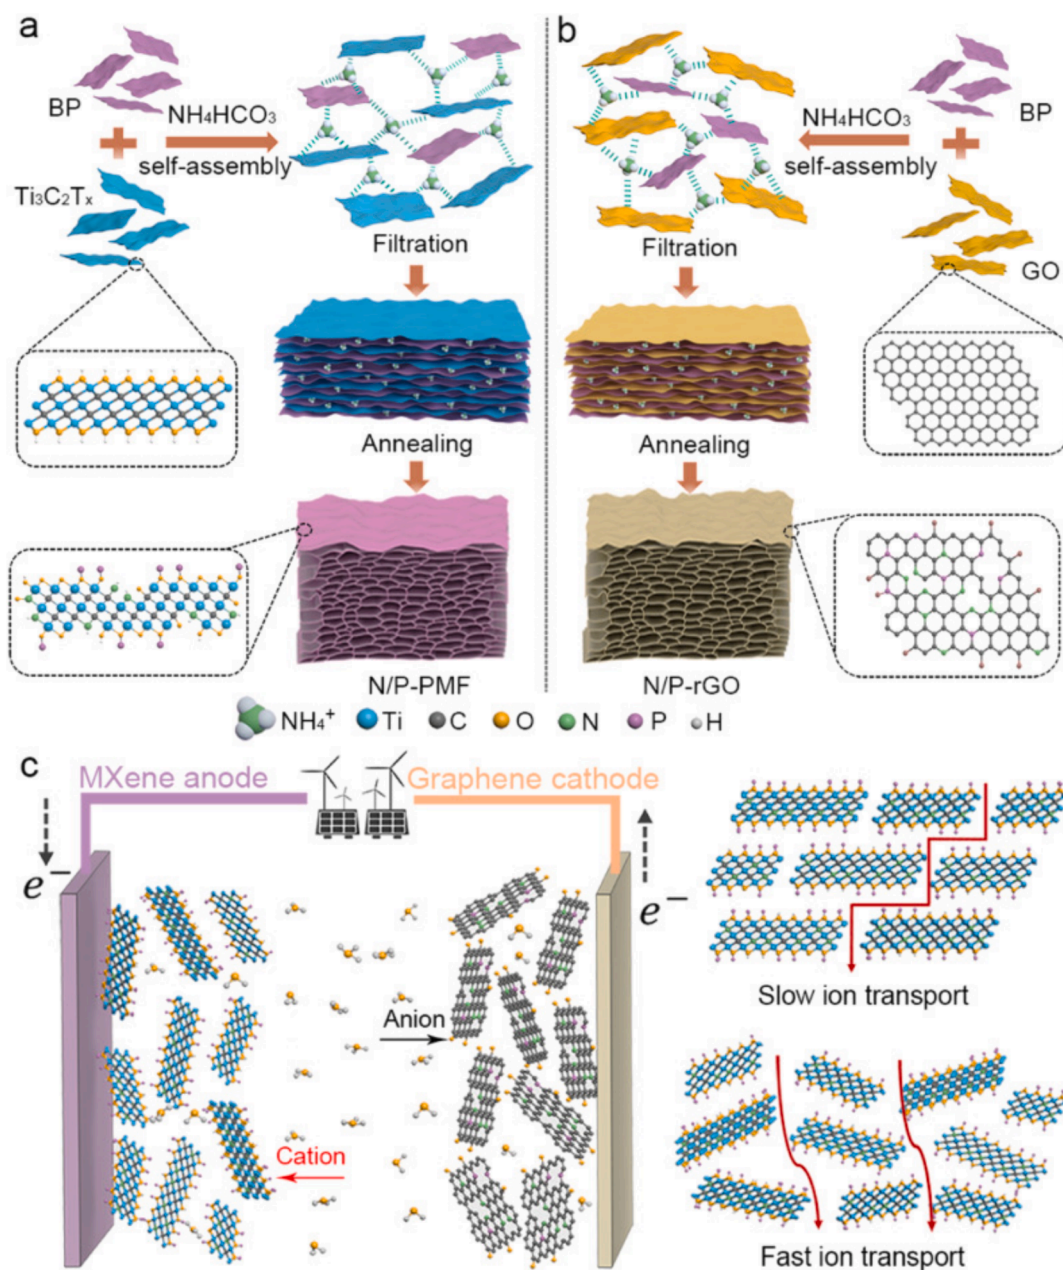 a
BP
NH₄HCO₃
self-assembly
Ti₃C₂Tₓ
Filtration
Annealing
N/P-PMF
b
BP
NH₄HCO₃
self-assembly
GO
Filtration
Annealing
N/P-rGO
NH₄⁺ Ti C O N P H
c
MXene anode
Graphene cathode
e⁻
e⁻
Anion
Cation
Slow ion transport
Fast ion transport